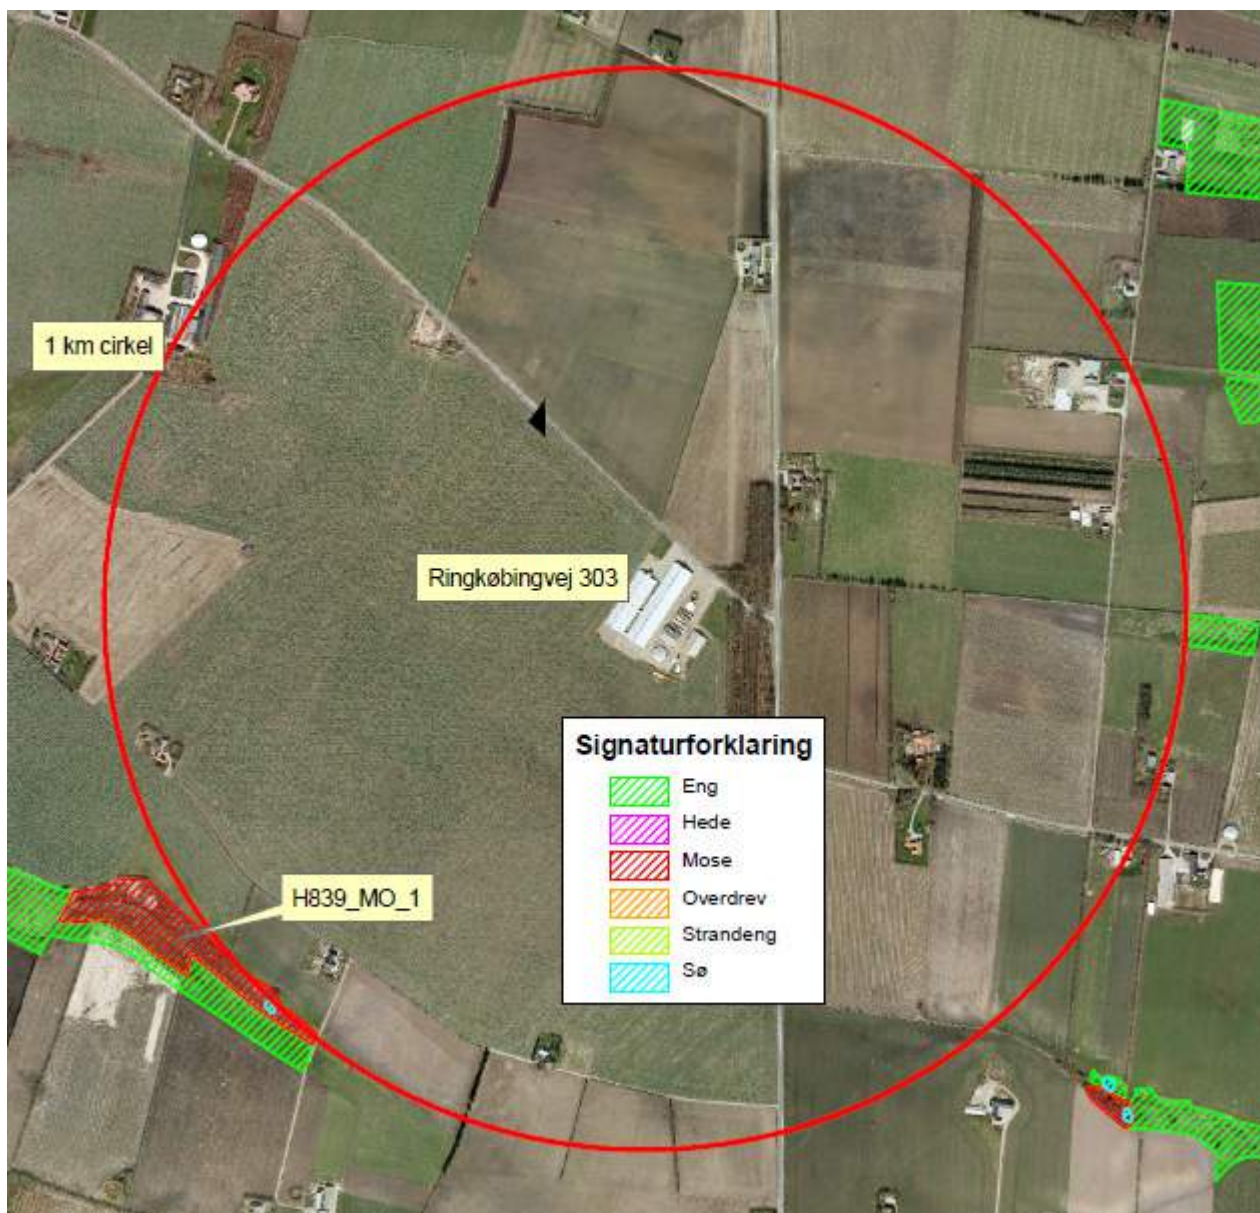 1 km cirkel
Ringkøbingvej 303
Signaturforklaring
Eng
Hede
Mose
Overdrev
Strandeng
Sø
H839_MO_1